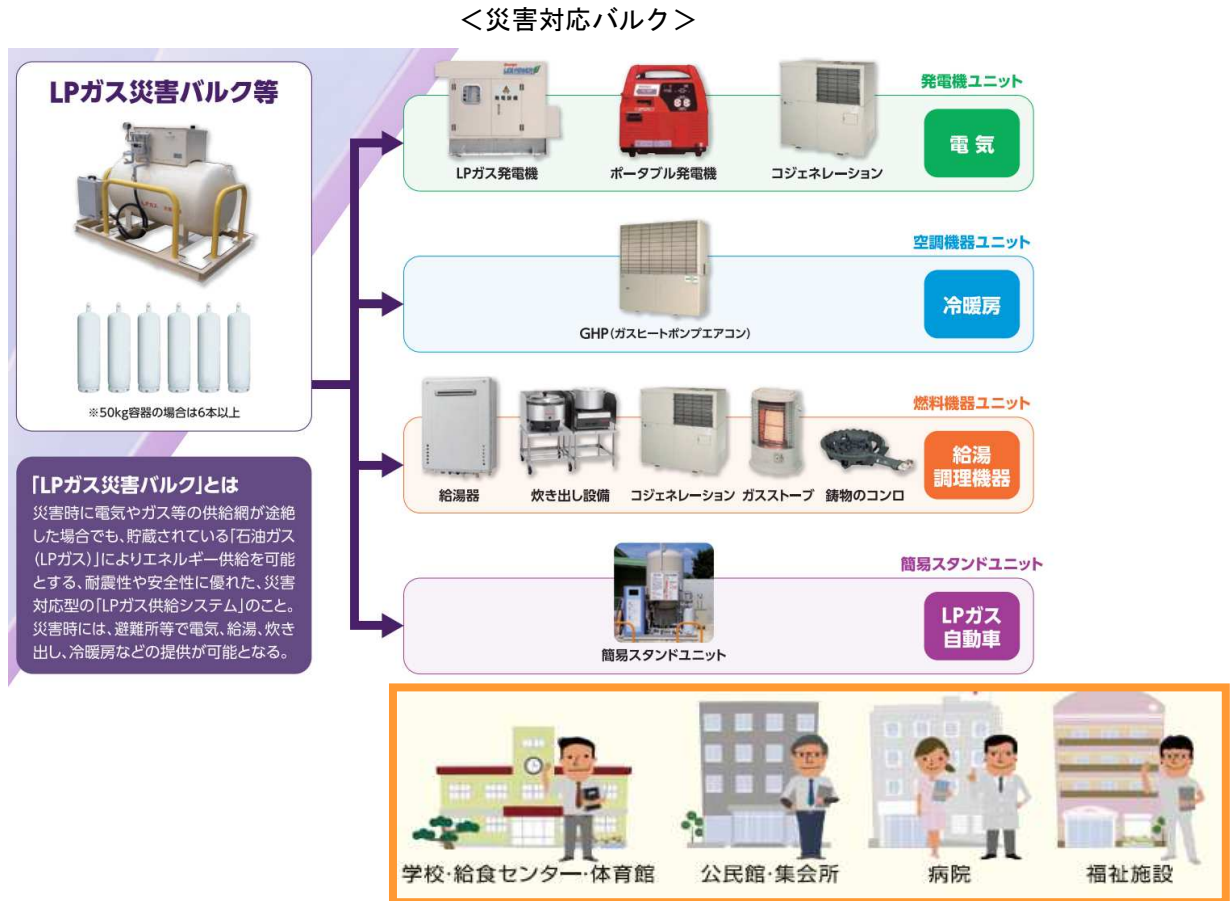 ＜災害対応バルク＞
LPガス災害バルク等
※50kg容器の場合は6本以上
「LPガス災害バルク」とは
災害時に電気やガス等の供給網が途絶
した場合でも、貯蔵されている「石油ガス
(LPガス)」によりエネルギー供給を可能
とする、耐震性や安全性に優れた、災害
対応型の「LPガス供給システム」のこと。
災害時には、避難所等で電気、給湯、炊き
出し、冷暖房などの提供が可能となる。
発電機ユニット
電気
LPガス発電機
ポータブル発電機
コジェネレーション
空調機器ユニット
冷暖房
GHP(ガスヒートポンプエアコン)
燃料機器ユニット
給湯
調理機器
給湯器
炊き出し設備
コジェネレーション
ガスストーブ
鋳物のコンロ
簡易スタンドユニット
LPガス
自動車
簡易スタンドユニット
学校・給食センター・体育館
公民館・集会所
病院
福祉施設